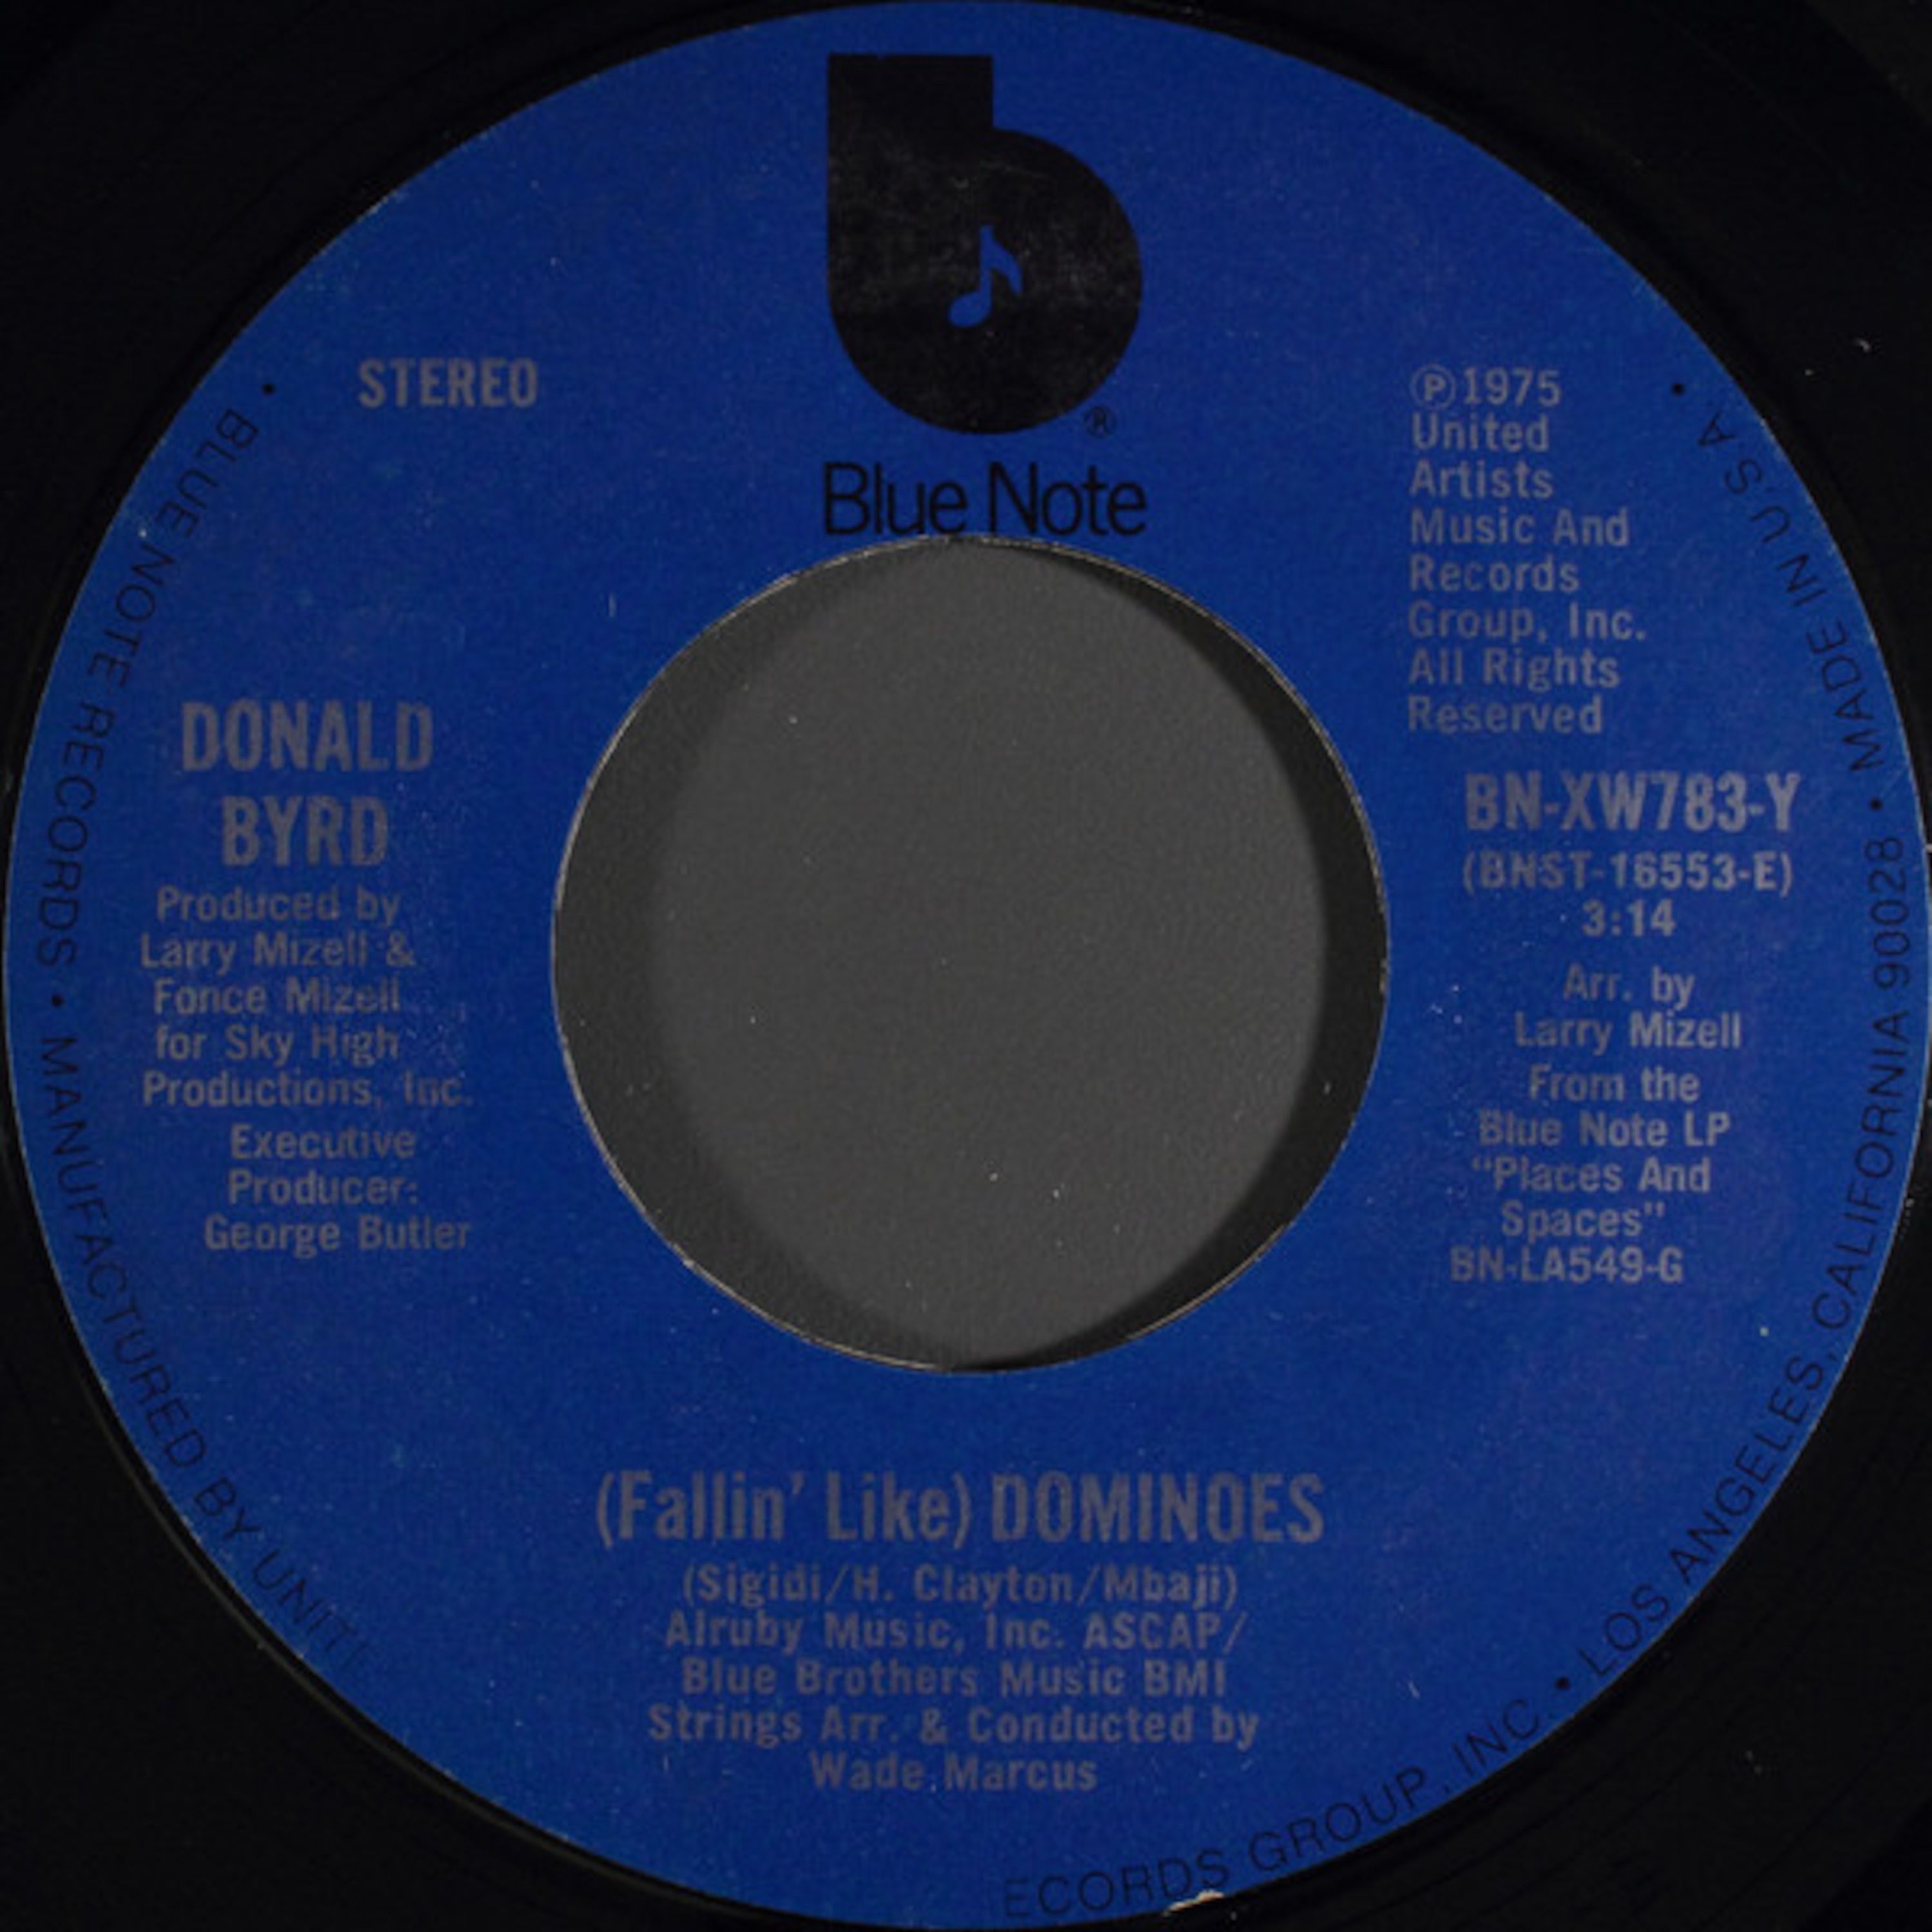 b
®
Blue Note
STEREO
Ⓟ1975
United
Artists
Music And
Records
Group, Inc.
All Rights
Reserved
DONALD
BYRD
Produced by
Larry Mizell &
Fonce Mizell
for Sky High
Productions, Inc.
Executive
Producer:
George Butler
BN-XW783-Y
(BNST-16553-E)
3:14
Arr. by
Larry Mizell
From the
Blue Note LP
“Places And
Spaces”
BN-LA549-G
(Fallin’ Like) DOMINOES
(Sigidi/H. Clayton/Mbaji)
Alruby Music, Inc. ASCAP/
Blue Brothers Music BMI
Strings Arr. & Conducted by
Wade Marcus
• BLUE NOTE RECORDS • MANUFACTURED BY UNITE ECORDS GROUP, INC. • LOS ANGELES, CALIFORNIA 90028 • MADE IN U.S.A. •